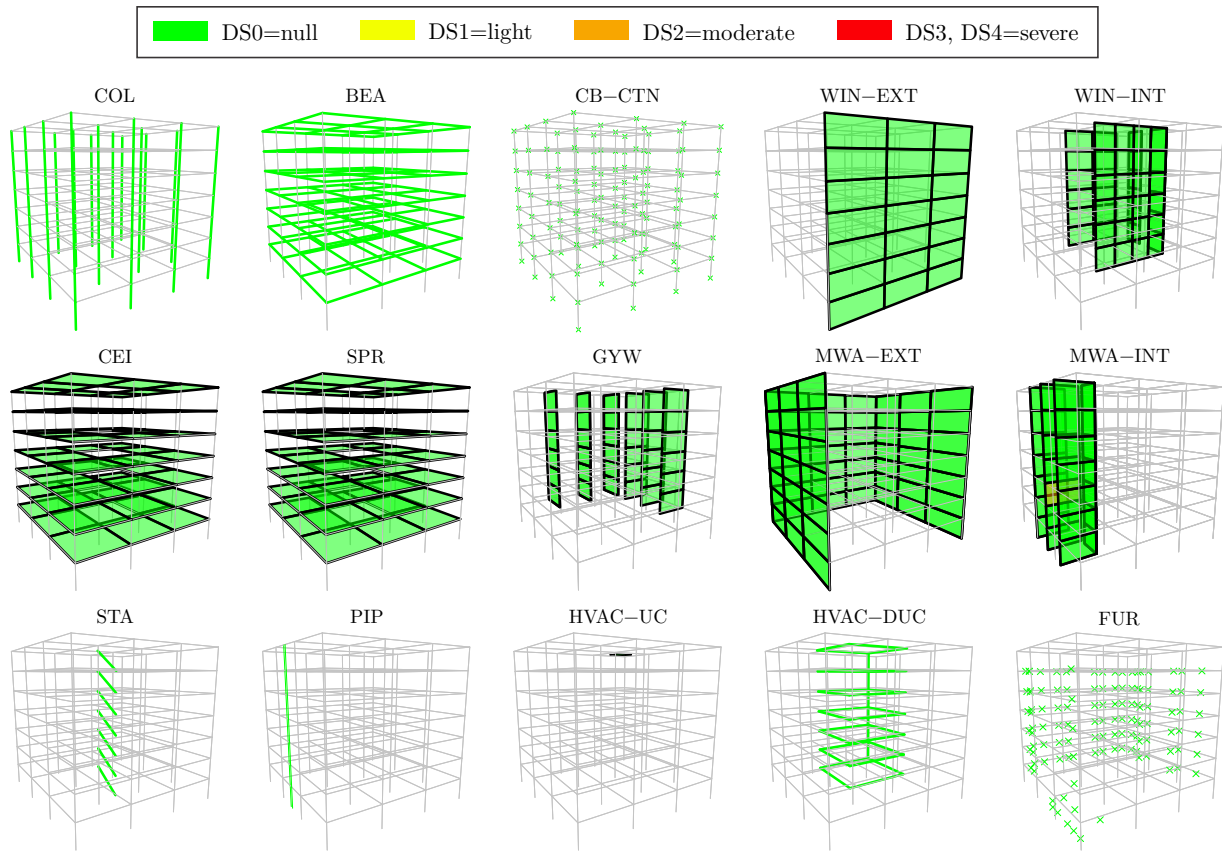 DS0=null DS1=light DS2=moderate DS3, DS4=severe
COL BEA CB−CTN WIN−EXT WIN−INT
CEI SPR GYW MWA−EXT MWA−INT
STA PIP HVAC−UC HVAC−DUC FUR